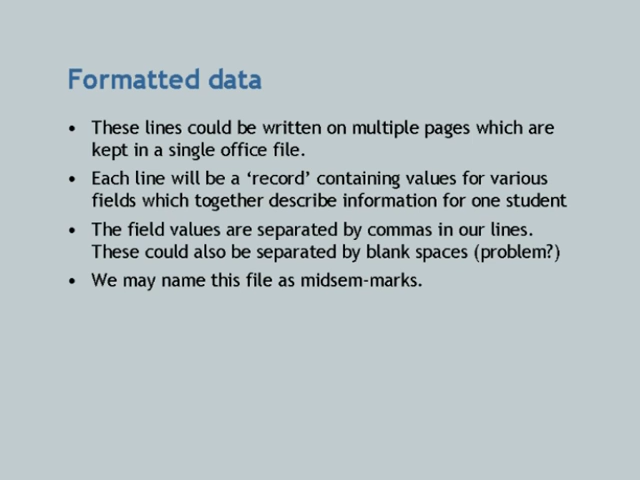 Formatted data
• These lines could be written on multiple pages which are
kept in a single office file.
• Each line will be a ‘record’ containing values for various
fields which together describe information for one student
• The field values are separated by commas in our lines.
These could also be separated by blank spaces (problem?)
• We may name this file as midsem-marks.